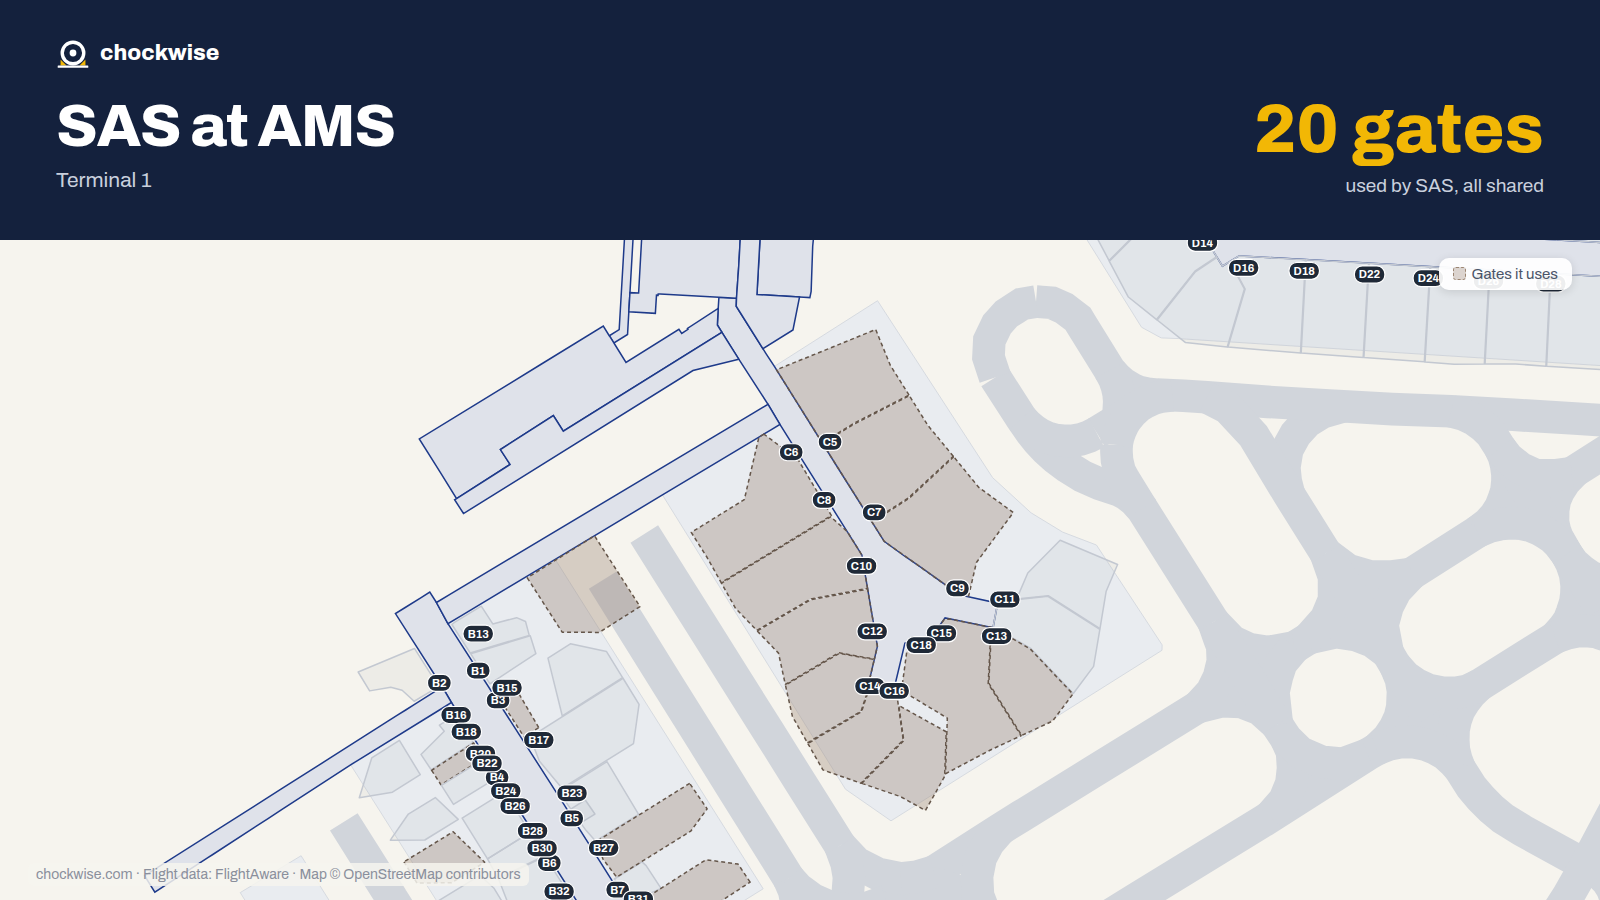 chockwise
SAS at AMS
Terminal 1
20 gates
used by SAS, all shared
D14
D16
D18
D22
D24
Gates it uses
C5
C6
C8
C7
C10
C9
C11
C12
C15
C13
C18
C14
C16
B13
B1
B2
B15
B3
B16
B18
B17
B20
B22
B4
B24
B23
B26
B5
B28
B30
B27
B6
B7
B32
B31
chockwise.com · Flight data: FlightAware · Map © OpenStreetMap contributors